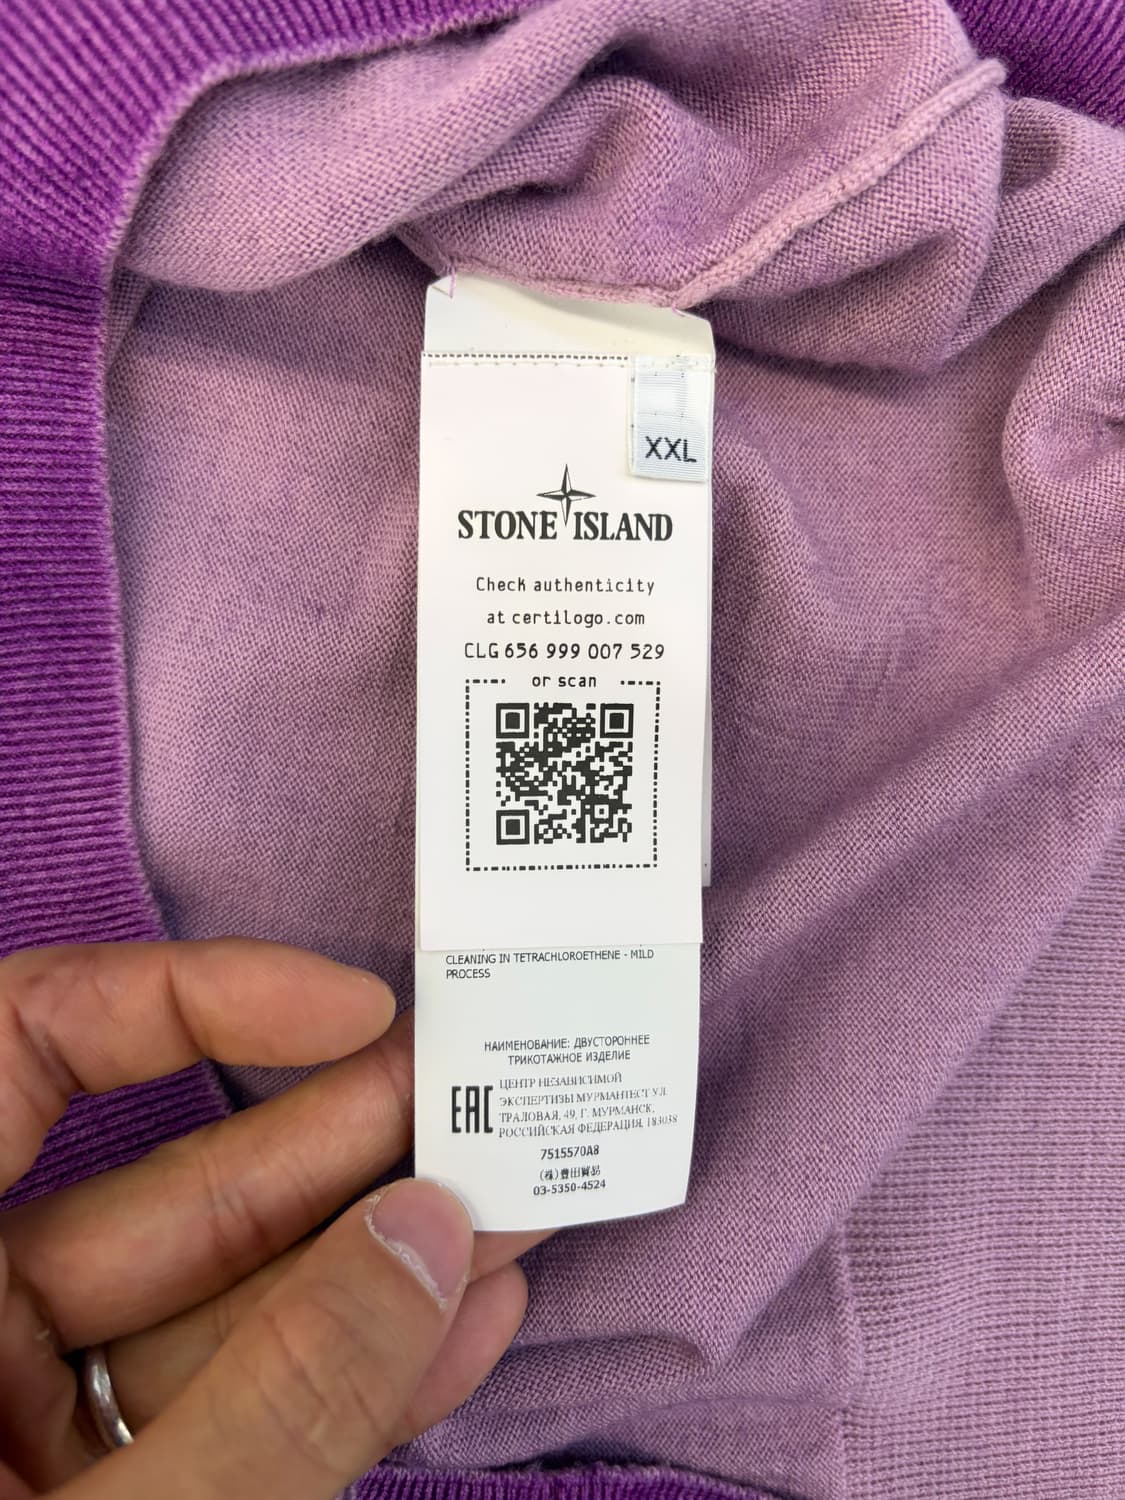 XXL
STONE ISLAND
Check authenticity
at certilogo.com
CLG 656 999 007 529
or scan
CLEANING IN TETRACHLOROETHENE - MILD
PROCESS
НАИМЕНОВАНИЕ: ДВУСТОРОННЕЕ
ТРИКОТАЖНОЕ ИЗДЕЛИЕ
EAC
ЦЕНТР НЕЗАВИСИМОЙ
ЭКСПЕРТИЗЫ МУРМАНТЕСТ УЛ.
ТРАЛОВАЯ, 49, Г. МУРМАНСК,
РОССИЙСКАЯ ФЕДЕРАЦИЯ, 183038
7515570A8
(株)豊田貿易
03-5350-4524